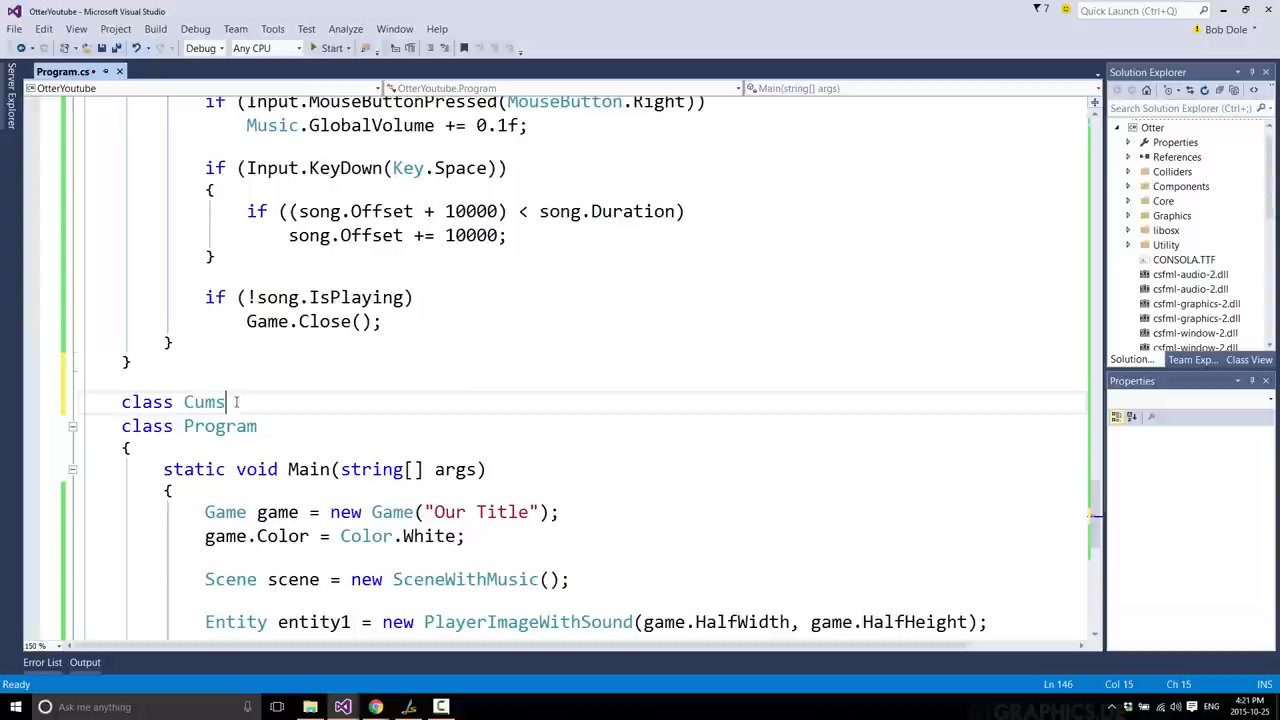 OtterYoutube - Microsoft Visual Studio
7
Quick Launch (Ctrl+;)
File Edit View Project Build Debug Team Tools Test Analyze Window Help
Bob Dole
Debug Any CPU Start
Server Explorer
Program.cs
OtterYoutube
OtterYoutube.Program
Main(string[] args)
if (Input.MouseButtonPressed(MouseButton.Right))
Music.GlobalVolume += 0.1f;
if (Input.KeyDown(Key.Space))
{
if ((song.Offset + 10000) < song.Duration)
song.Offset += 10000;
}
if (!song.IsPlaying)
Game.Close();
}
}
class Cums
class Program
{
static void Main(string[] args)
{
Game game = new Game("Our Title");
game.Color = Color.White;
Scene scene = new SceneWithMusic();
Entity entity1 = new PlayerImageWithSound(game.HalfWidth, game.HalfHeight);
150 %
Solution Explorer
Search Solution Explorer (Ctrl+;)
Otter
Properties
References
Colliders
Components
Core
Graphics
libosx
Utility
CONSOLA.TTF
csfml-audio-2.dll
csfml-audio-2.dll
csfml-graphics-2.dll
csfml-graphics-2.dll
csfml-window-2.dll
csfml-window-2.dll
Solution... Team Exp... Class View
Properties
Error List Output
Ready
Ln 146 Col 15 Ch 15 INS
Ask me anything
ENG
4:21 PM
2015-10-25